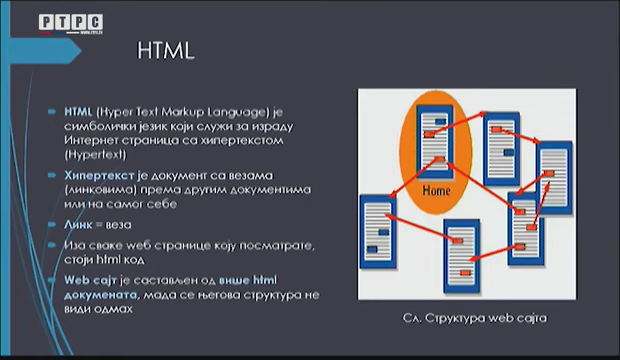 РТРС
www.rtrs.tv
HTML
HTML (Hyper Text Markup Language) је
симболички језик који служи за израду
Интернет страница са хипертекстом
(Hypertext)
Хипертекст је документ са везама
(линковима) према другим документима
или на самог себе
Линк = веза
Иза сваке web странице коју посматрате,
стоји html код
Web сајт је састављен од више html
докумената, мада се његова структура не
види одмах
Home
Сл. Структура web сајта